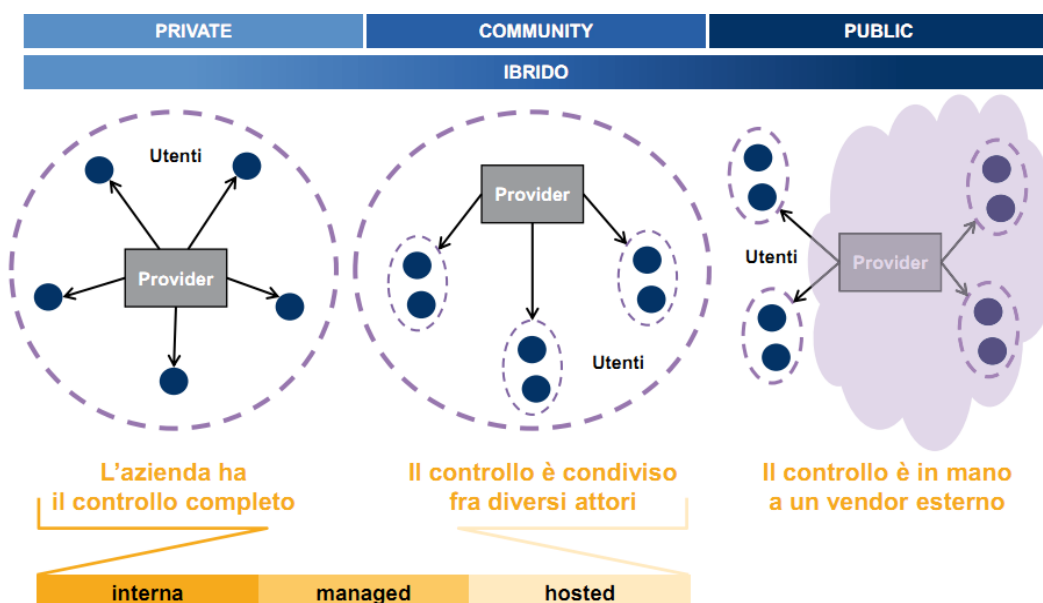 PRIVATE
COMMUNITY
PUBLIC
IBRIDO
Utenti
Provider
Provider
Utenti
Utenti
Provider
L'azienda ha
il controllo completo
Il controllo è condiviso
fra diversi attori
Il controllo è in mano
a un vendor esterno
interna
managed
hosted